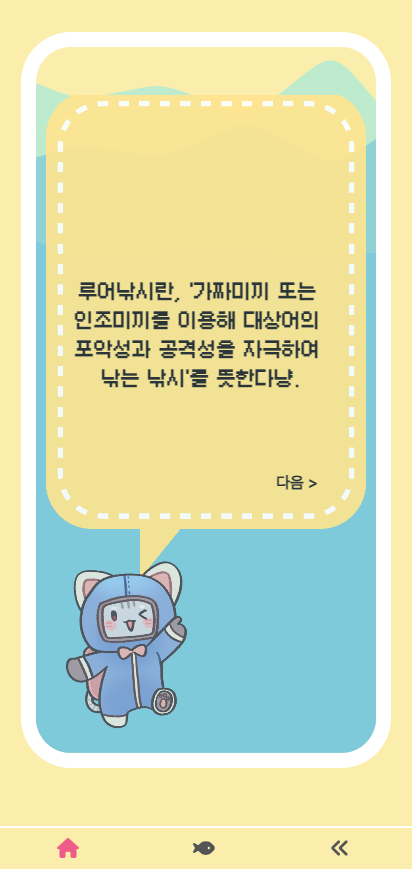 루어낚시란, '가짜미끼 또는
인조미끼를 이용해 대상어의
포악성과 공격성을 자극하여
낚는 낚시'를 뜻한다냥.
다음 >